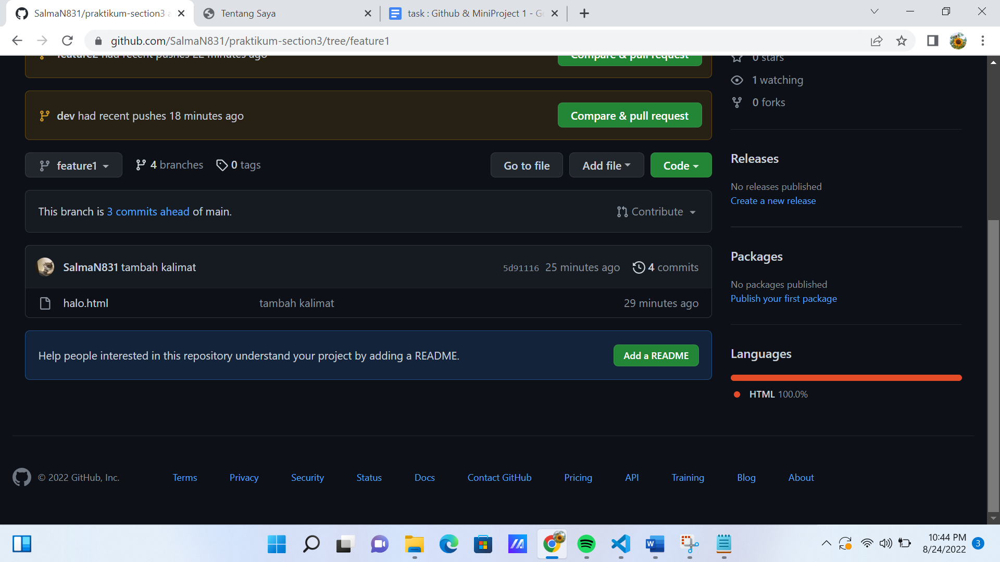 SalmaN831/praktikum-section3
Tentang Saya
task : Github & MiniProject 1 - G
github.com/SalmaN831/praktikum-section3/tree/feature1
feature2 had recent pushes 22 minutes ago
Compare & pull request
0 stars
1 watching
0 forks
dev had recent pushes 18 minutes ago
Compare & pull request
feature1
4 branches
0 tags
Go to file
Add file
Code
This branch is 3 commits ahead of main.
Contribute
SalmaN831 tambah kalimat
5d91116 25 minutes ago
4 commits
halo.html
tambah kalimat
29 minutes ago
Help people interested in this repository understand your project by adding a README.
Add a README
Releases
No releases published
Create a new release
Packages
No packages published
Publish your first package
Languages
HTML 100.0%
© 2022 GitHub, Inc.
Terms
Privacy
Security
Status
Docs
Contact GitHub
Pricing
API
Training
Blog
About
10:44 PM
8/24/2022
3